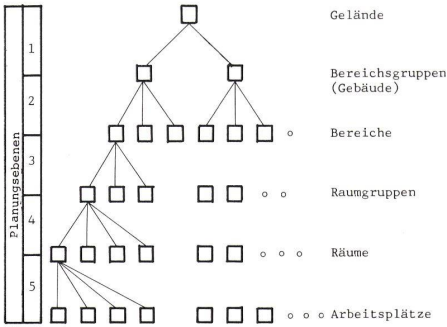 Gelände
1
Bereichsgruppen
(Gebäude)
2
Bereiche
3
Planungsebenen
Raumgruppen
4
Räume
5
Arbeitsplätze